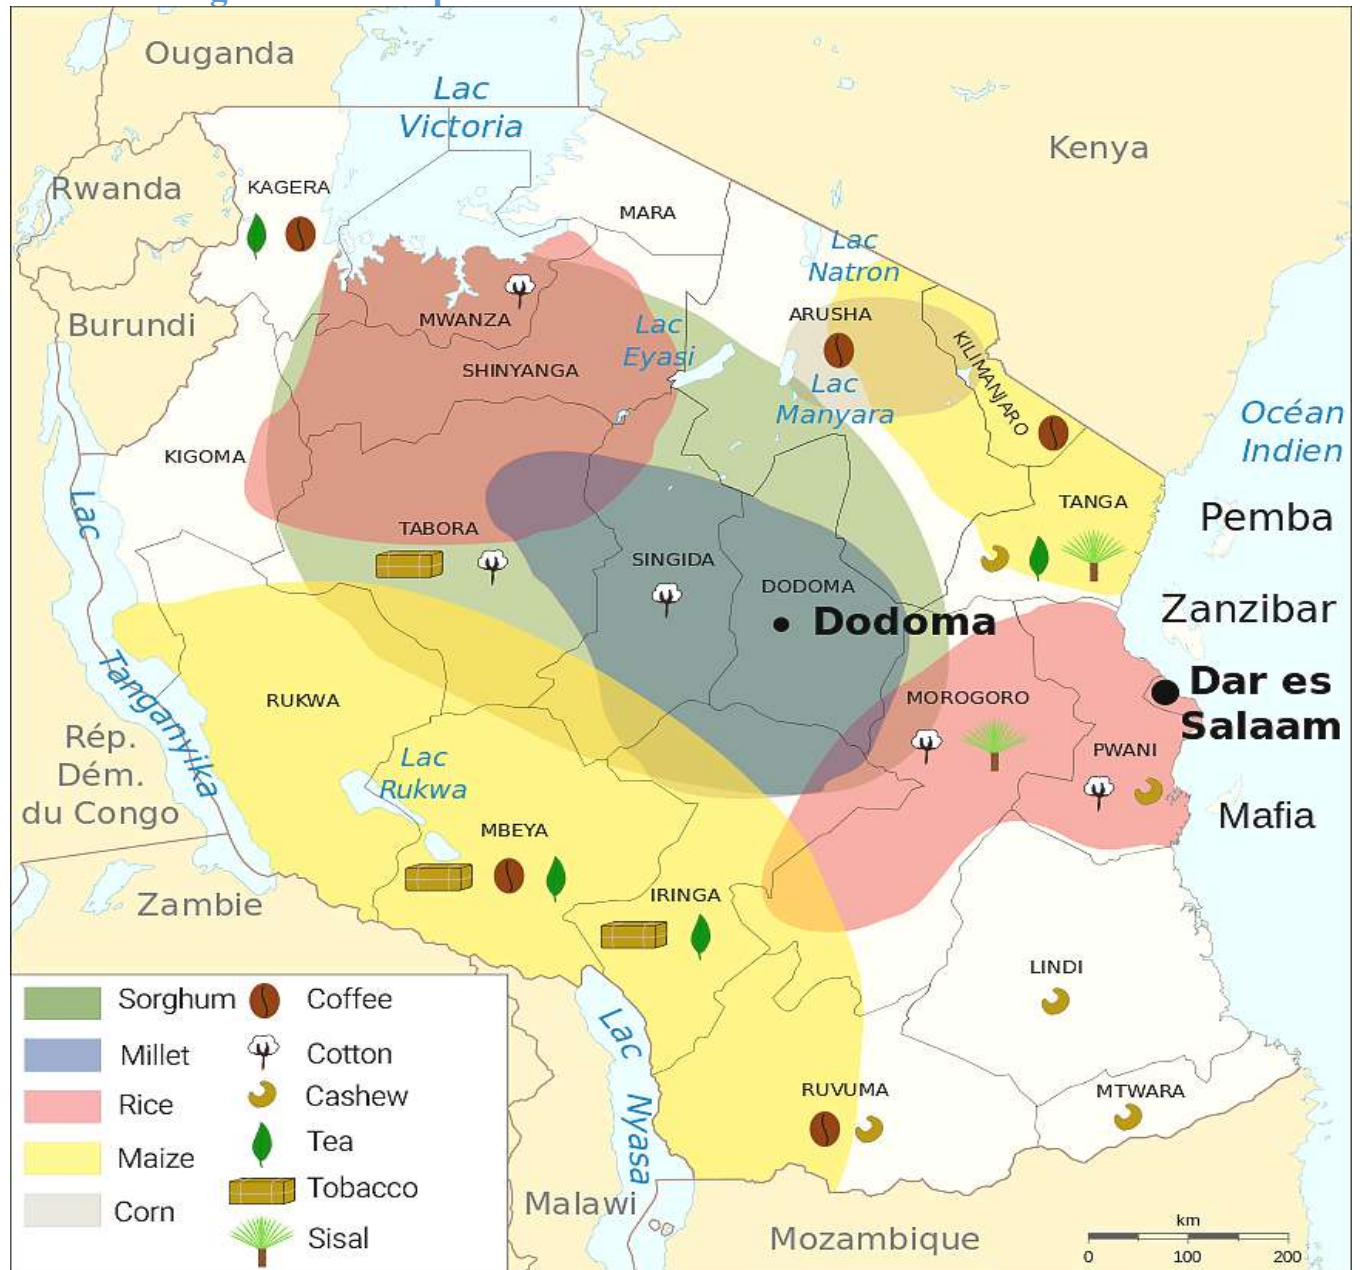 Ouganda
Lac
Victoria
Kenya
Rwanda
KAGERA
MARA
Lac
Natron
Burundi
MWANZA
Lac
Eyasi
ARUSHA
KILIMANJARO
SHINYANGA
Lac
Manyara
Océan
Indien
KIGOMA
Lac
Tanganyika
TABORA
TANGA
Pemba
SINGIDA
DODOMA
Dodoma
Zanzibar
RUKWA
MOROGORO
Dar es
Salaam
Rép.
Dém.
du Congo
Lac
Rukwa
PWANI
Mafia
MBEYA
Zambie
IRINGA
LINDI
Lac
Nyasa
RUVUMA
MTWARA
Malawi
Mozambique
Sorghum
Millet
Rice
Maize
Corn
Coffee
Cotton
Cashew
Tea
Tobacco
Sisal
km
0 100 200